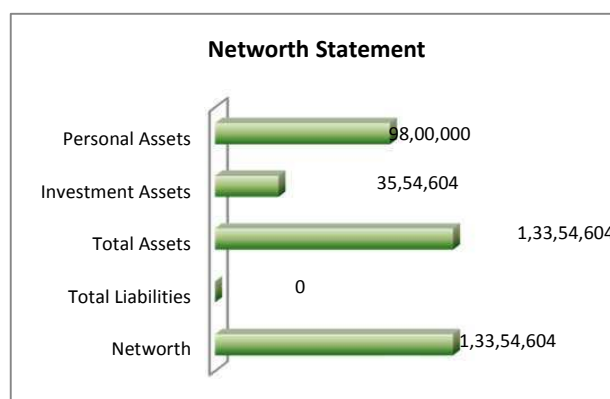 Networth Statement
Personal Assets 98,00,000
Investment Assets 35,54,604
Total Assets 1,33,54,604
Total Liabilities 0
Networth 1,33,54,604